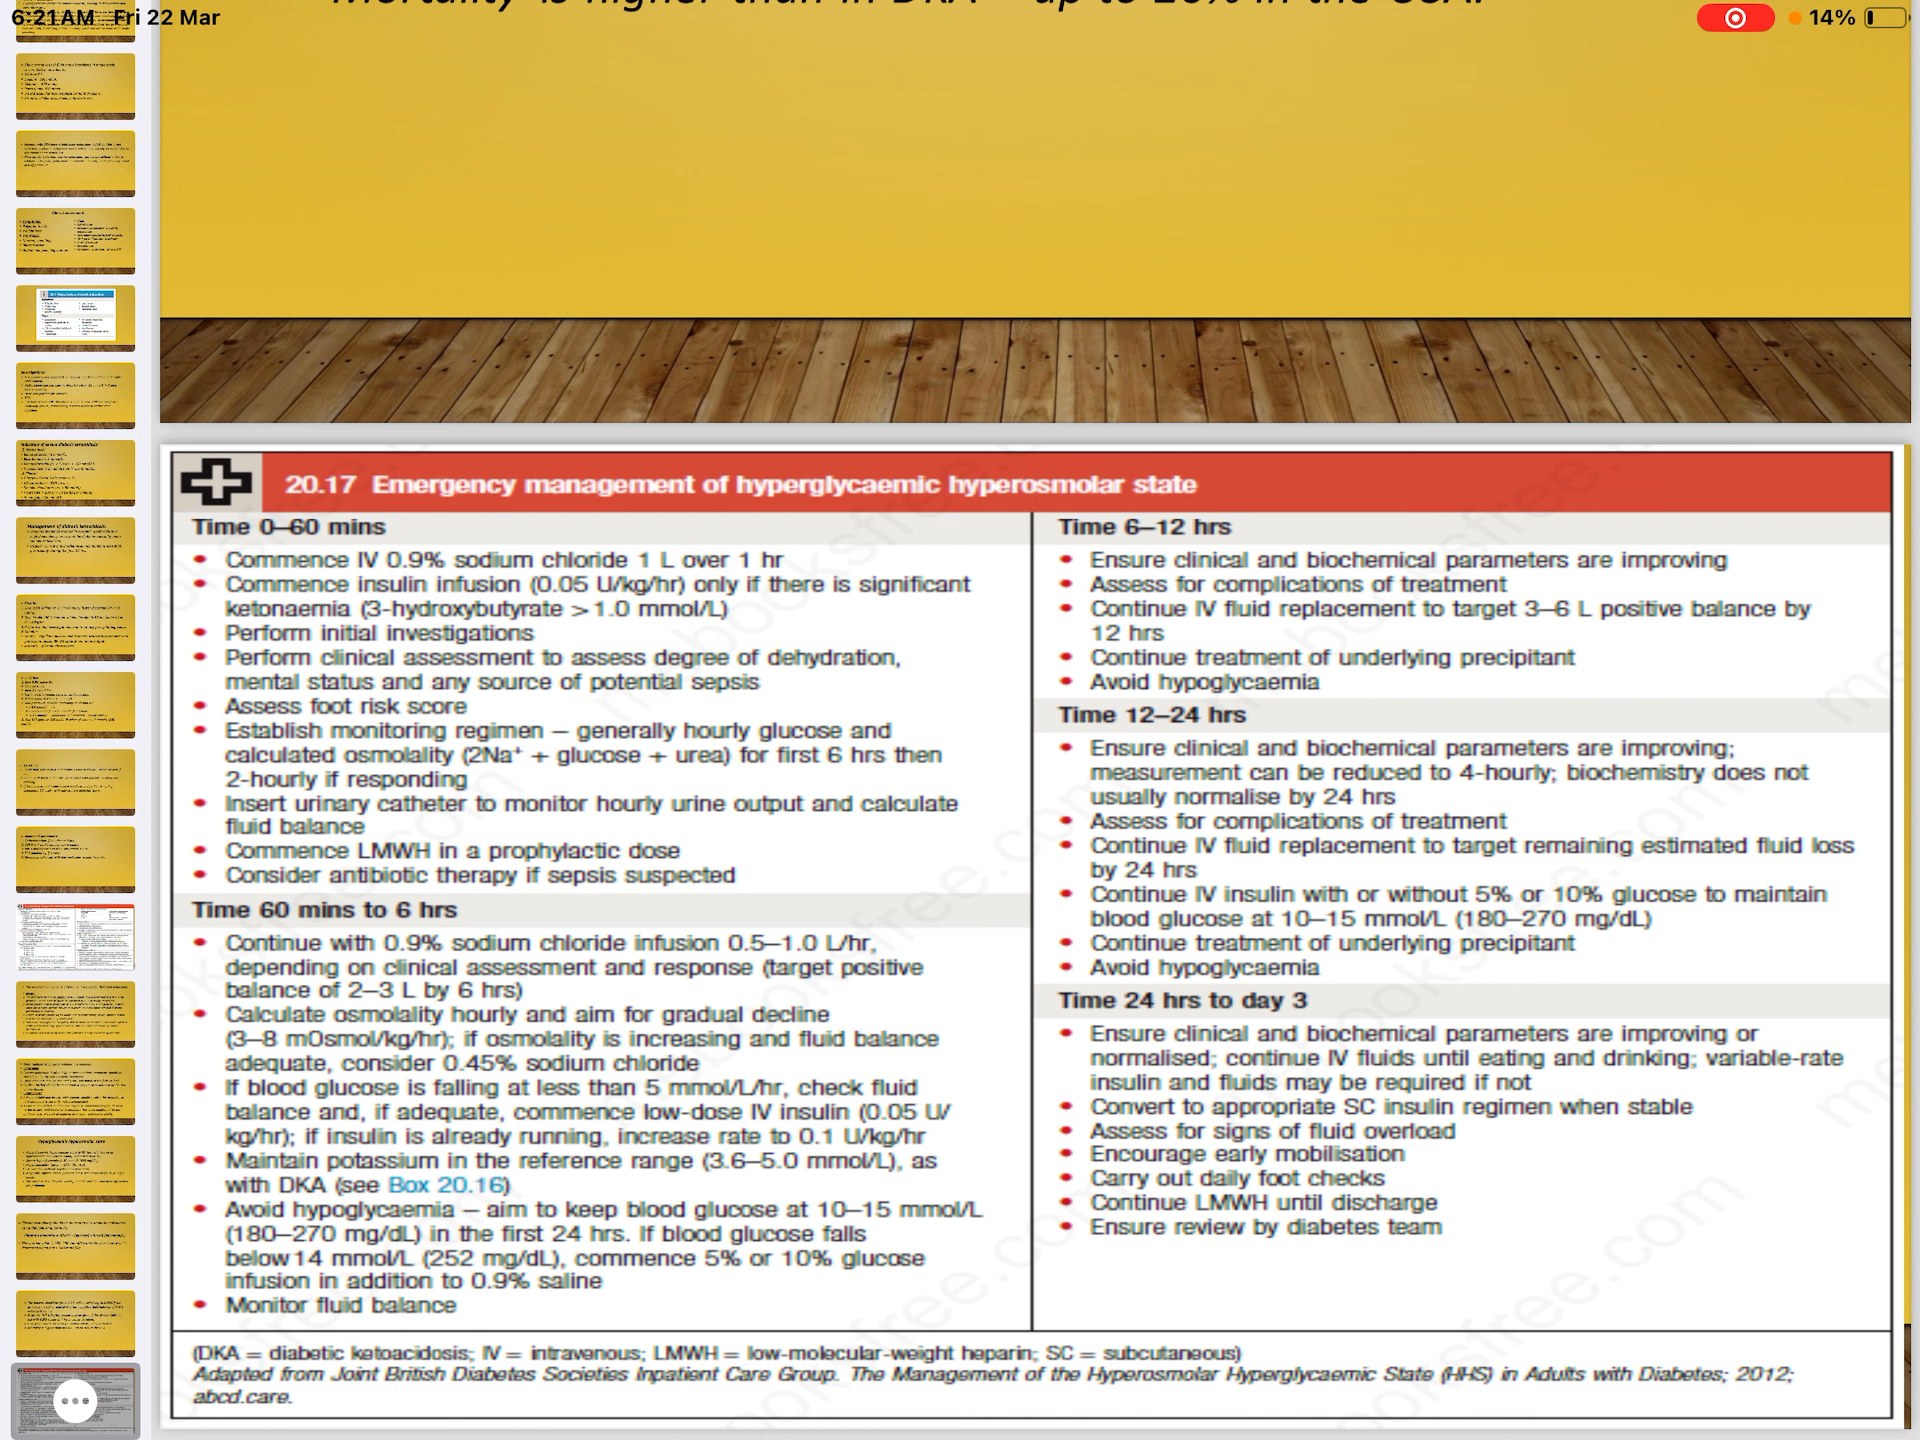 6:21 AM Fri 22 Mar
14%
Mortality is higher than in DKA – up to 20% in the USA.
20.17 Emergency management of hyperglycaemic hyperosmolar state
Time 0–60 mins
• Commence IV 0.9% sodium chloride 1 L over 1 hr
• Commence insulin infusion (0.05 U/kg/hr) only if there is significant
ketonaemia (3-hydroxybutyrate > 1.0 mmol/L)
• Perform initial investigations
• Perform clinical assessment to assess degree of dehydration,
mental status and any source of potential sepsis
• Assess foot risk score
• Establish monitoring regimen – generally hourly glucose and
calculated osmolality (2Na⁺ + glucose + urea) for first 6 hrs then
2-hourly if responding
• Insert urinary catheter to monitor hourly urine output and calculate
fluid balance
• Commence LMWH in a prophylactic dose
• Consider antibiotic therapy if sepsis suspected
Time 60 mins to 6 hrs
• Continue with 0.9% sodium chloride infusion 0.5–1.0 L/hr,
depending on clinical assessment and response (target positive
balance of 2–3 L by 6 hrs)
• Calculate osmolality hourly and aim for gradual decline
(3–8 mOsmol/kg/hr); if osmolality is increasing and fluid balance
adequate, consider 0.45% sodium chloride
• If blood glucose is falling at less than 5 mmol/L/hr, check fluid
balance and, if adequate, commence low-dose IV insulin (0.05 U/
kg/hr); if insulin is already running, increase rate to 0.1 U/kg/hr
• Maintain potassium in the reference range (3.6–5.0 mmol/L), as
with DKA (see Box 20.16)
• Avoid hypoglycaemia – aim to keep blood glucose at 10–15 mmol/L
(180–270 mg/dL) in the first 24 hrs. If blood glucose falls
below 14 mmol/L (252 mg/dL), commence 5% or 10% glucose
infusion in addition to 0.9% saline
• Monitor fluid balance
Time 6–12 hrs
• Ensure clinical and biochemical parameters are improving
• Assess for complications of treatment
• Continue IV fluid replacement to target 3–6 L positive balance by
12 hrs
• Continue treatment of underlying precipitant
• Avoid hypoglycaemia
Time 12–24 hrs
• Ensure clinical and biochemical parameters are improving;
measurement can be reduced to 4-hourly; biochemistry does not
usually normalise by 24 hrs
• Assess for complications of treatment
• Continue IV fluid replacement to target remaining estimated fluid loss
by 24 hrs
• Continue IV insulin with or without 5% or 10% glucose to maintain
blood glucose at 10–15 mmol/L (180–270 mg/dL)
• Continue treatment of underlying precipitant
• Avoid hypoglycaemia
Time 24 hrs to day 3
• Ensure clinical and biochemical parameters are improving or
normalised; continue IV fluids until eating and drinking; variable-rate
insulin and fluids may be required if not
• Convert to appropriate SC insulin regimen when stable
• Assess for signs of fluid overload
• Encourage early mobilisation
• Carry out daily foot checks
• Continue LMWH until discharge
• Ensure review by diabetes team
(DKA = diabetic ketoacidosis; IV = intravenous; LMWH = low-molecular-weight heparin; SC = subcutaneous)
Adapted from Joint British Diabetes Societies Inpatient Care Group. The Management of the Hyperosmolar Hyperglycaemic State (HHS) in Adults with Diabetes; 2012;
abcd.care.